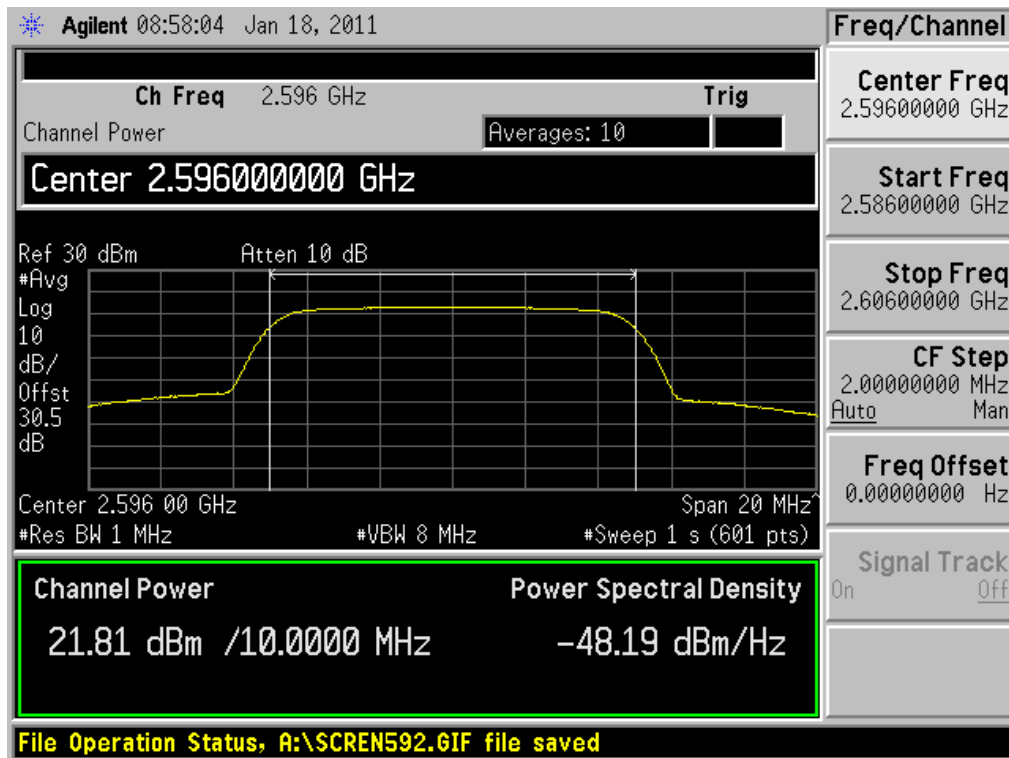 Agilent 08:58:04 Jan 18, 2011
Ch Freq 2.596 GHz Trig
Channel Power Averages: 10
Center 2.596000000 GHz
Ref 30 dBm Atten 10 dB
#Avg
Log
10
dB/
Offst
30.5
dB
Center 2.596 00 GHz Span 20 MHz^
#Res BW 1 MHz #VBW 8 MHz #Sweep 1 s (601 pts)
Channel Power Power Spectral Density
21.81 dBm /10.0000 MHz -48.19 dBm/Hz
File Operation Status, A:\SCREN592.GIF file saved
Freq/Channel
Center Freq
2.59600000 GHz
Start Freq
2.58600000 GHz
Stop Freq
2.60600000 GHz
CF Step
2.00000000 MHz
Auto Man
Freq Offset
0.00000000 Hz
Signal Track
On Off